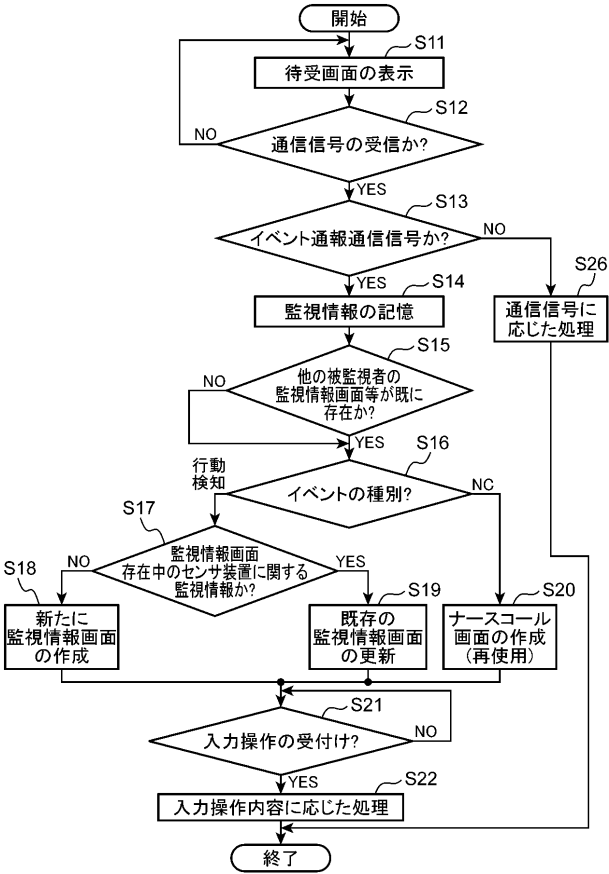 開始
S11
待受画面の表示
S12
通信信号の受信か?
NO
YES
S13
イベント通報通信信号か?
NO
YES
S14
監視情報の記憶
S26
通信信号に
応じた処理
S15
他の被監視者の
監視情報画面等が既に
存在か?
NO
YES
S16
イベントの種別?
行動
検知
NC
S17
監視情報画面
存在中のセンサ装置に関する
監視情報か?
NO
YES
S18
新たに
監視情報画面
の作成
S19
既存の
監視情報画面
の更新
S20
ナースコール
画面の作成
(再使用)
S21
入力操作の受付け?
NO
YES
S22
入力操作内容に応じた処理
終了